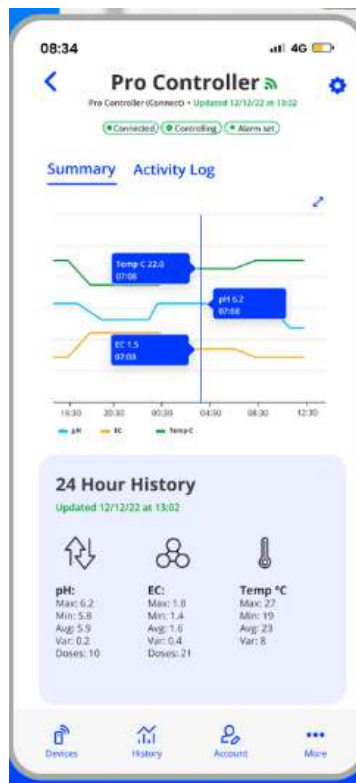 08:34
4G
Pro Controller
Pro Controller (Connect) • Updated 12/12/22 at 13:02
Connected
Controlling
Alarm set
Summary
Activity Log
Temp C 22.0
07:08
pH 6.2
07:08
EC 1.5
07:08
16:30 20:30 00:30 04:30 08:30 12:30
pH EC Temp C
24 Hour History
Updated 12/12/22 at 13:02
pH:
Max: 6.2
Min: 5.8
Avg: 5.9
Var: 0.2
Doses: 10
EC:
Max: 1.8
Min: 1.4
Avg: 1.6
Var: 0.4
Doses: 21
Temp °C
Max: 27
Min: 19
Avg: 23
Var: 8
Devices
History
Account
More